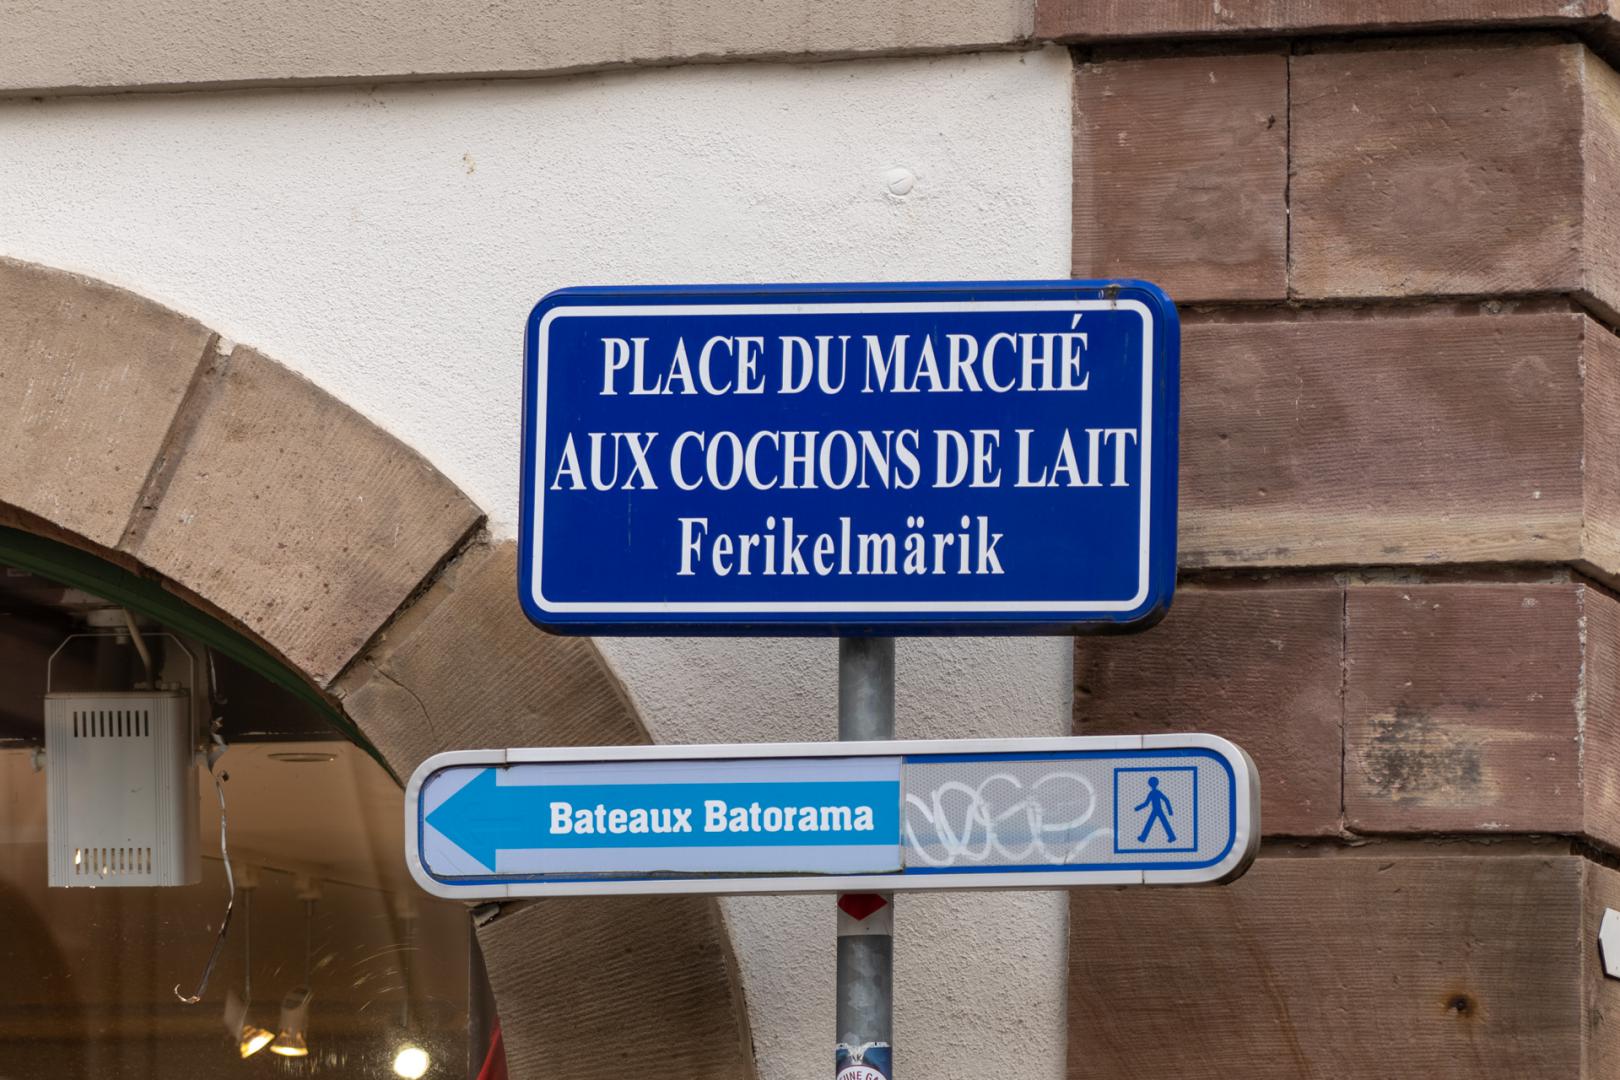 PLACE DU MARCHÉ
AUX COCHONS DE LAIT
Ferikelmärik
Bateaux Batorama